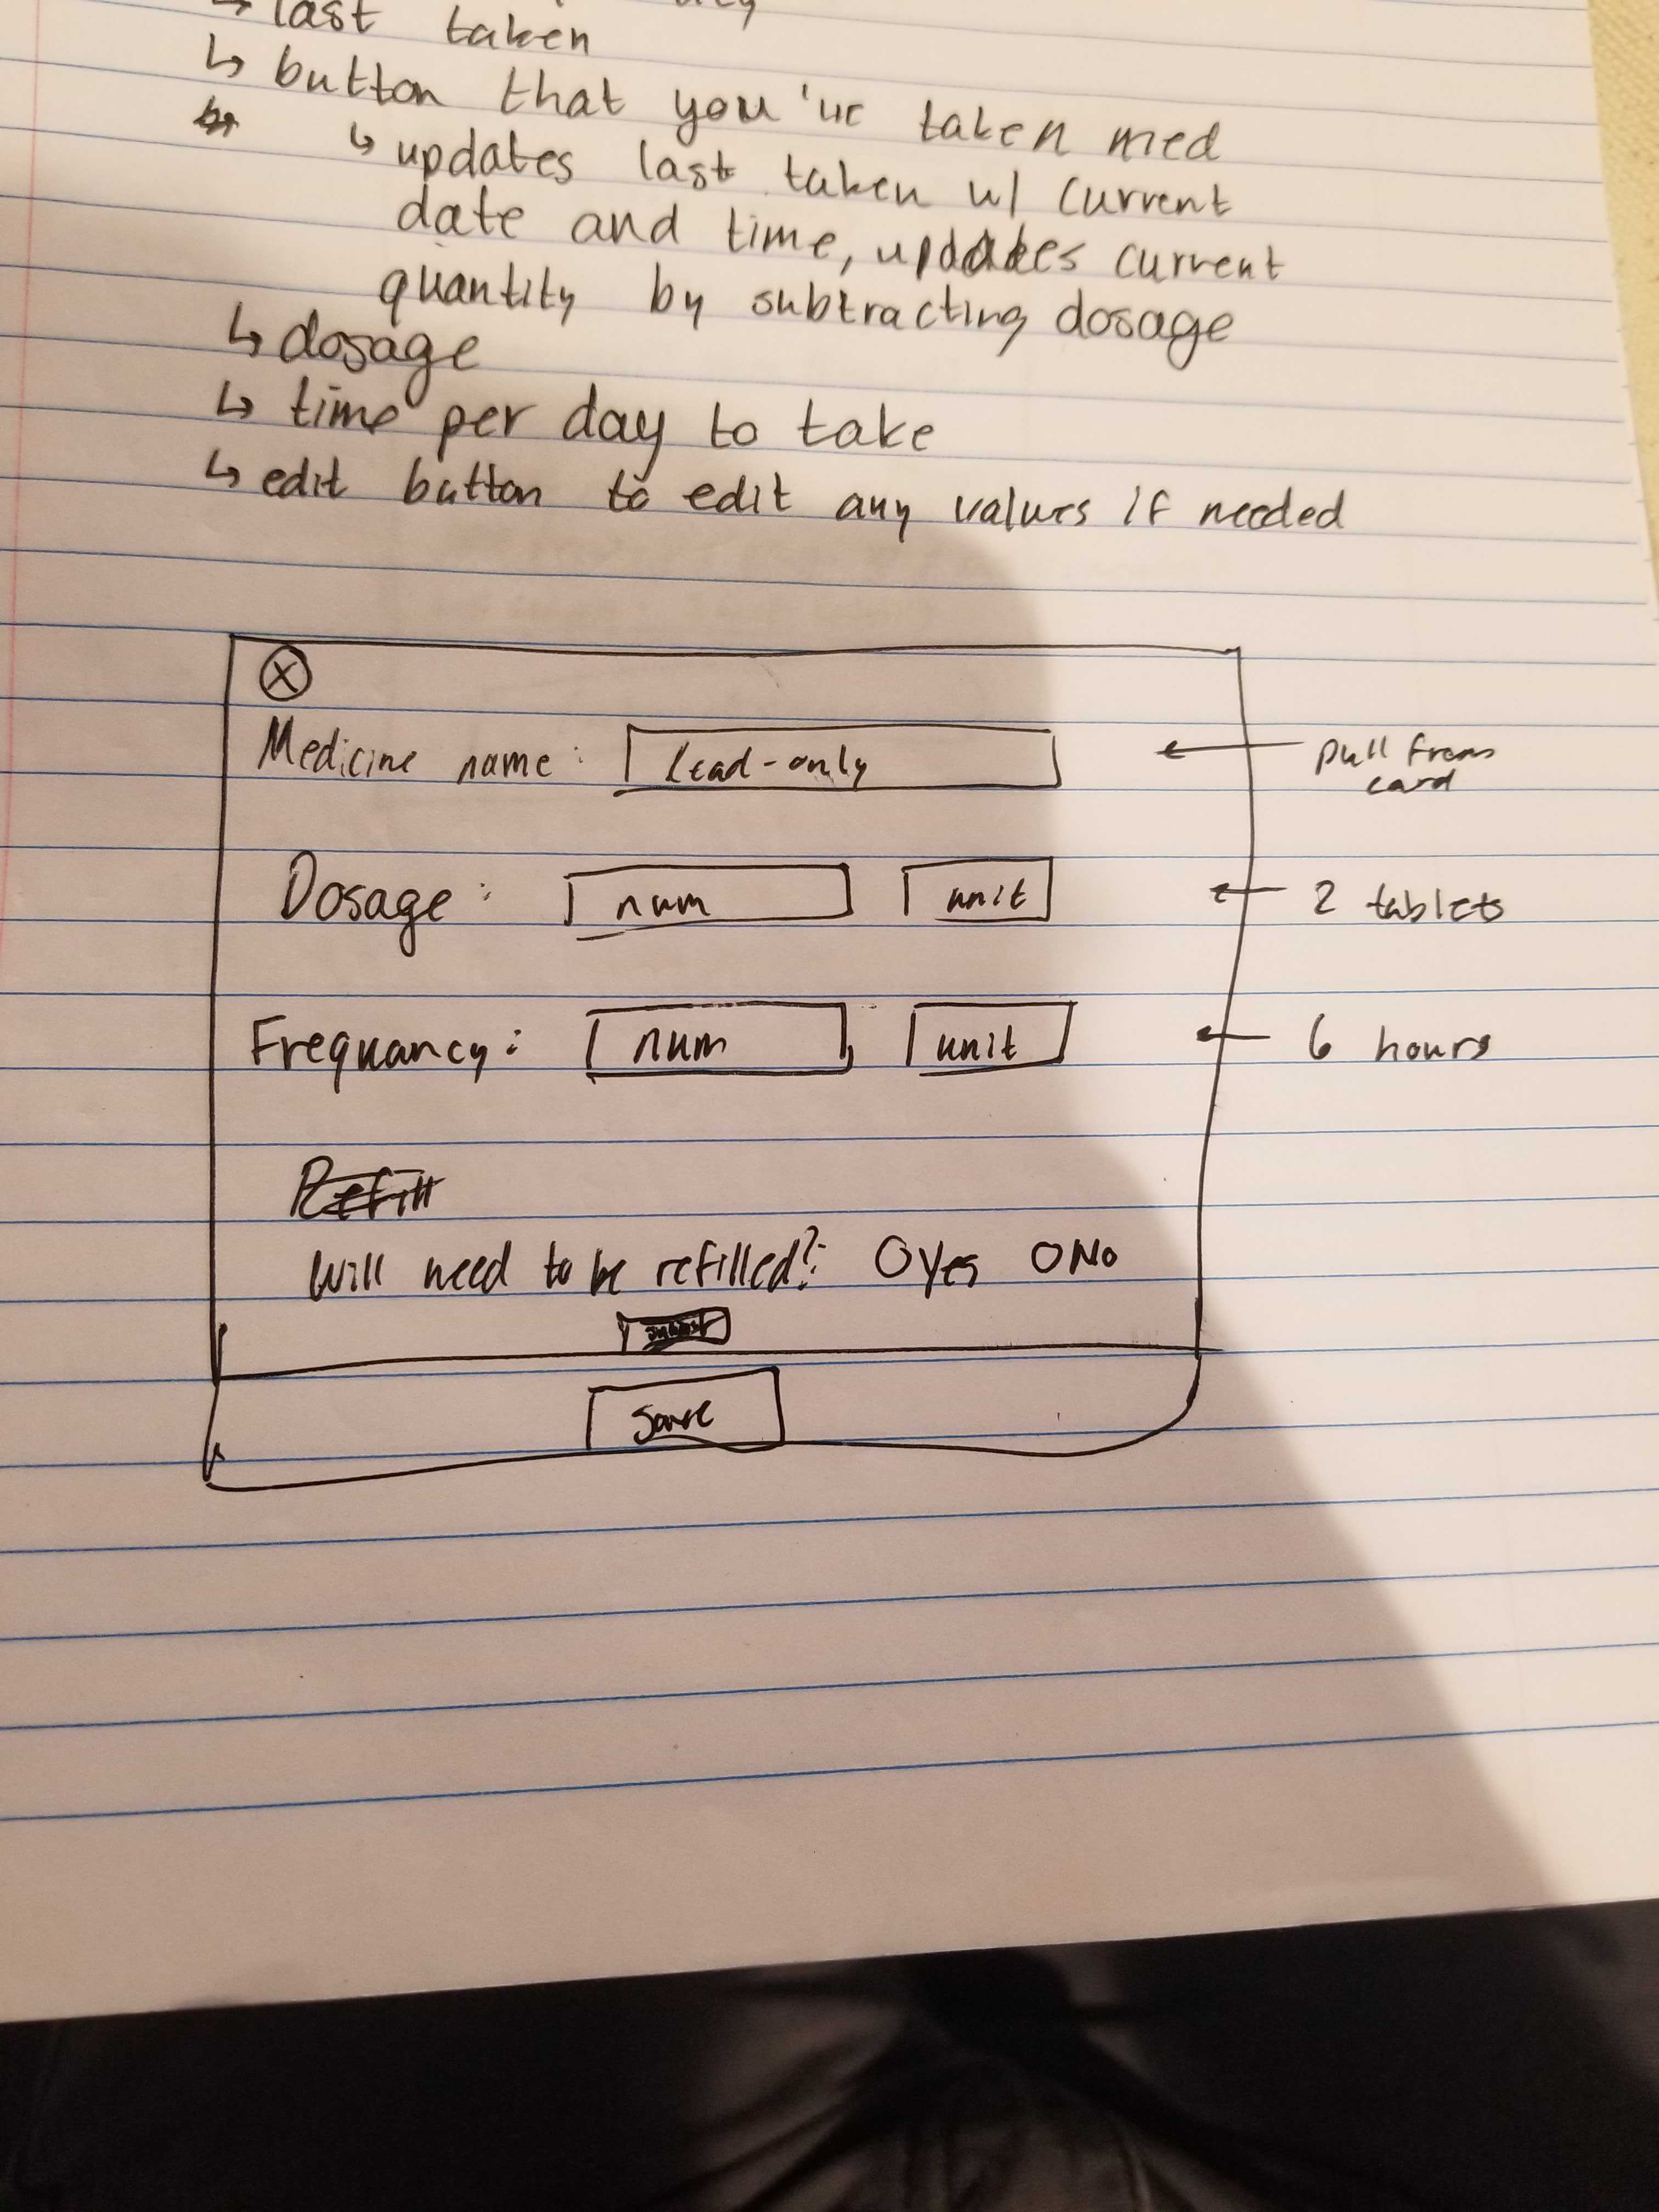 ↳ last taken
↳ button that you've taken med
↳ updates last taken w/ current
date and time, updates current
quantity by subtracting dosage
↳ dosage
↳ time per day to take
↳ edit button to edit any values if needed
X
Medicine name: read-only ← pull from
card
Dosage: num unit ← 2 tablets
Frequancy: num unit ← 6 hours
Refill
Will need to be refilled?: O Yes O No
Save